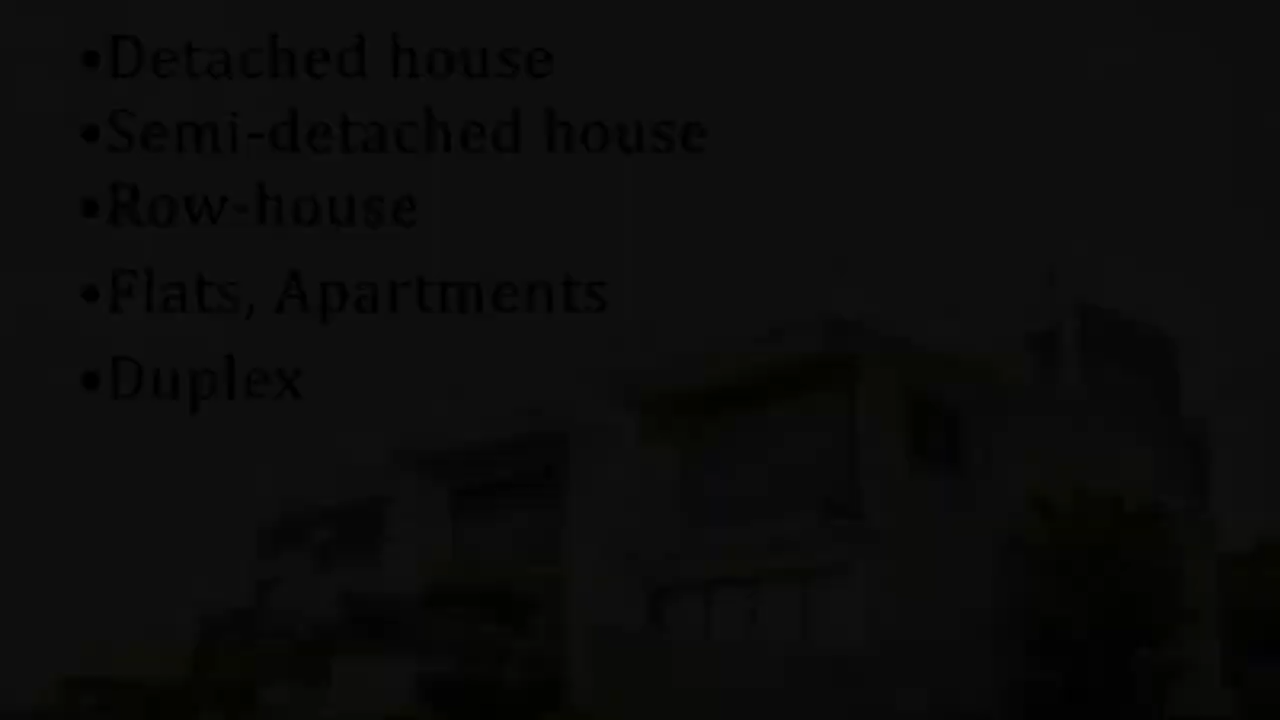 •Detached house
•Semi-detached house
•Row-house
•Flats, Apartments
•Duplex